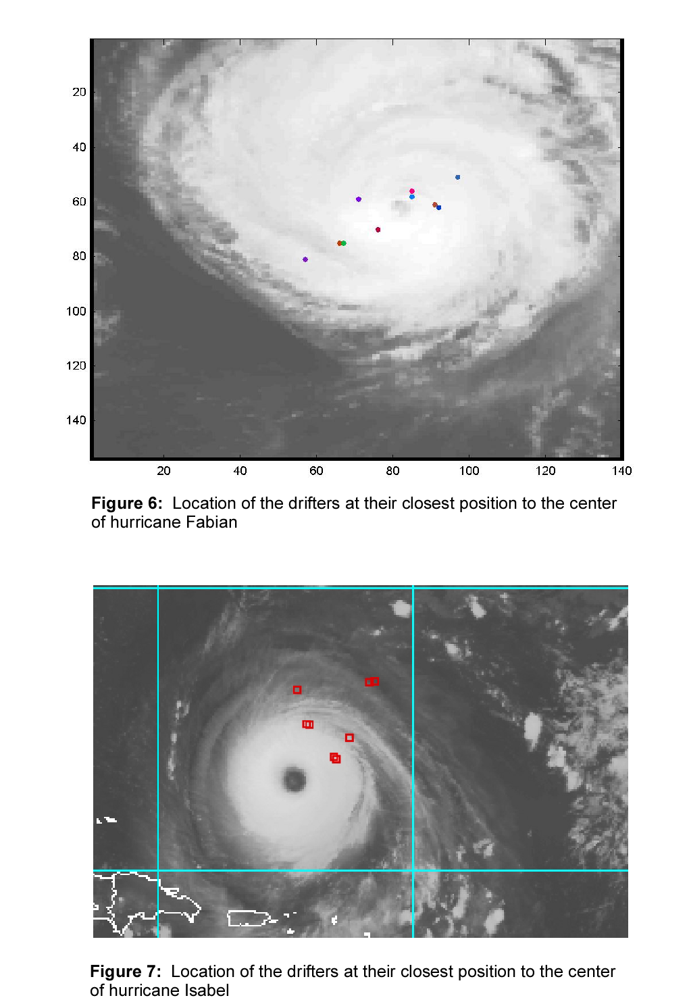 20
40
60
80
100
120
140
20 40 60 80 100 120 140
Figure 6: Location of the drifters at their closest position to the center
of hurricane Fabian
Figure 7: Location of the drifters at their closest position to the center
of hurricane Isabel